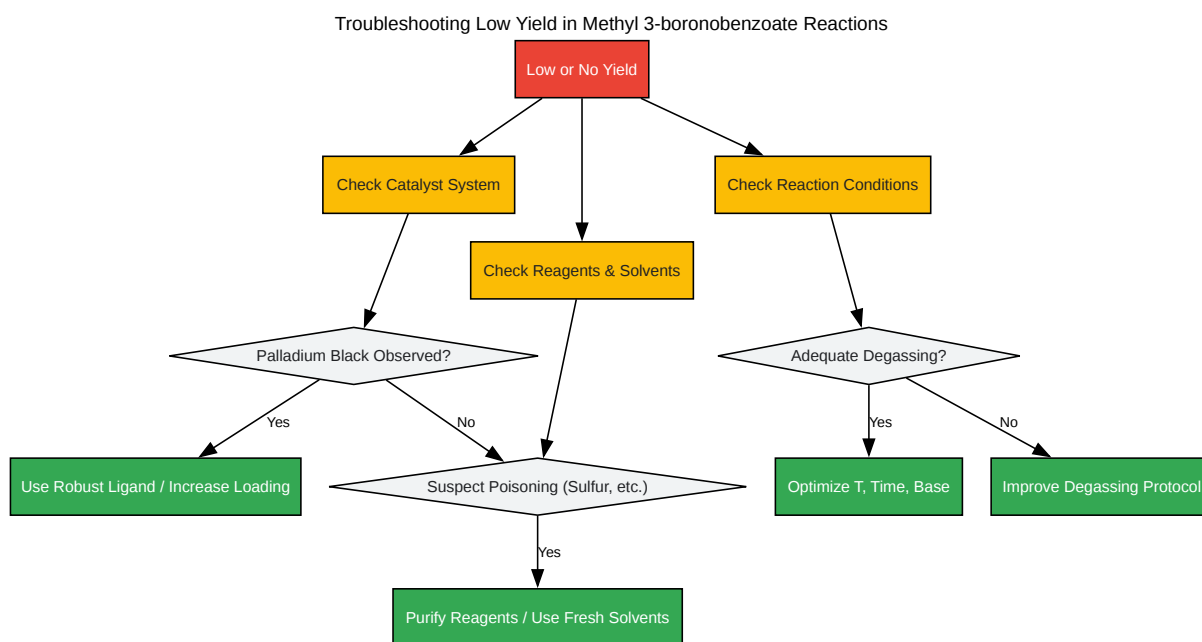 Troubleshooting Low Yield in Methyl 3-boronobenzoate Reactions
Low or No Yield
Check Catalyst System
Check Reaction Conditions
Check Reagents & Solvents
Palladium Black Observed?
Adequate Degassing?
Yes
No
Yes
No
Use Robust Ligand / Increase Loading
Suspect Poisoning (Sulfur, etc.)
Optimize T, Time, Base
Improve Degassing Protocol
Yes
Purify Reagents / Use Fresh Solvents